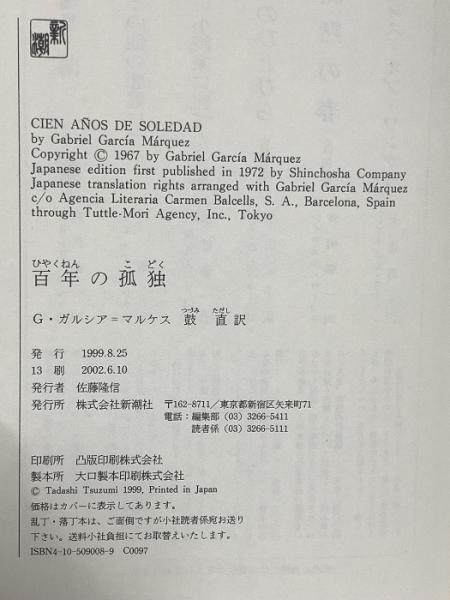 新潮
CIEN AÑOS DE SOLEDAD
by Gabriel García Márquez
Copyright © 1967 by Gabriel García Márquez
Japanese edition first published in 1972 by Shinchosha Company
Japanese translation rights arranged with Gabriel García Márquez
c/o Agencia Literaria Carmen Balcells, S. A., Barcelona, Spain
through Tuttle-Mori Agency, Inc., Tokyo
ひゃくねん こ どく
百年の孤独
つづみ ただし
G・ガルシア=マルケス 鼓 直訳
発行 1999.8.25
13刷 2002.6.10
発行者 佐藤隆信
発行所 株式会社新潮社 〒162-8711/東京都新宿区矢来町71
電話:編集部(03)3266-5411
読者係(03)3266-5111
印刷所 凸版印刷株式会社
製本所 大口製本印刷株式会社
© Tadashi Tsuzumi 1999, Printed in Japan
価格はカバーに表示してあります。
乱丁・落丁本は、ご面倒ですが小社読者係宛お送り
下さい。送料小社負担にてお取替えいたします。
ISBN4-10-509008-9 C0097